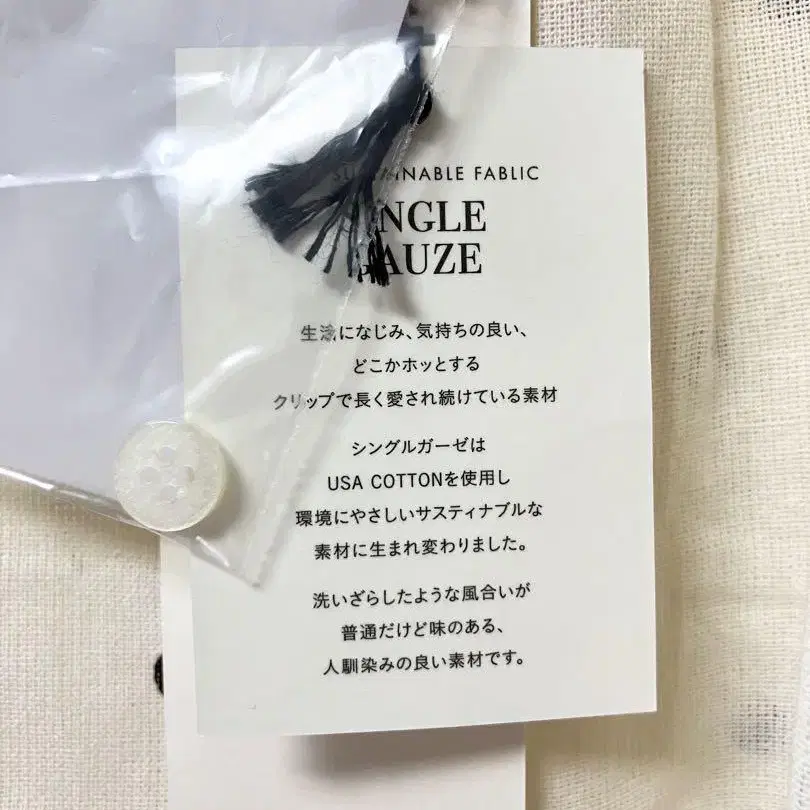 SUSTAINABLE FABLIC
SINGLE
GAUZE
生活になじみ、気持ちの良い、
どこかホッとする
クリップで長く愛され続けている素材
シングルガーゼは
USA COTTONを使用し
環境にやさしいサスティナブルな
素材に生まれ変わりました。
洗いざらしたような風合いが
普通だけど味のある、
人馴染みの良い素材です。